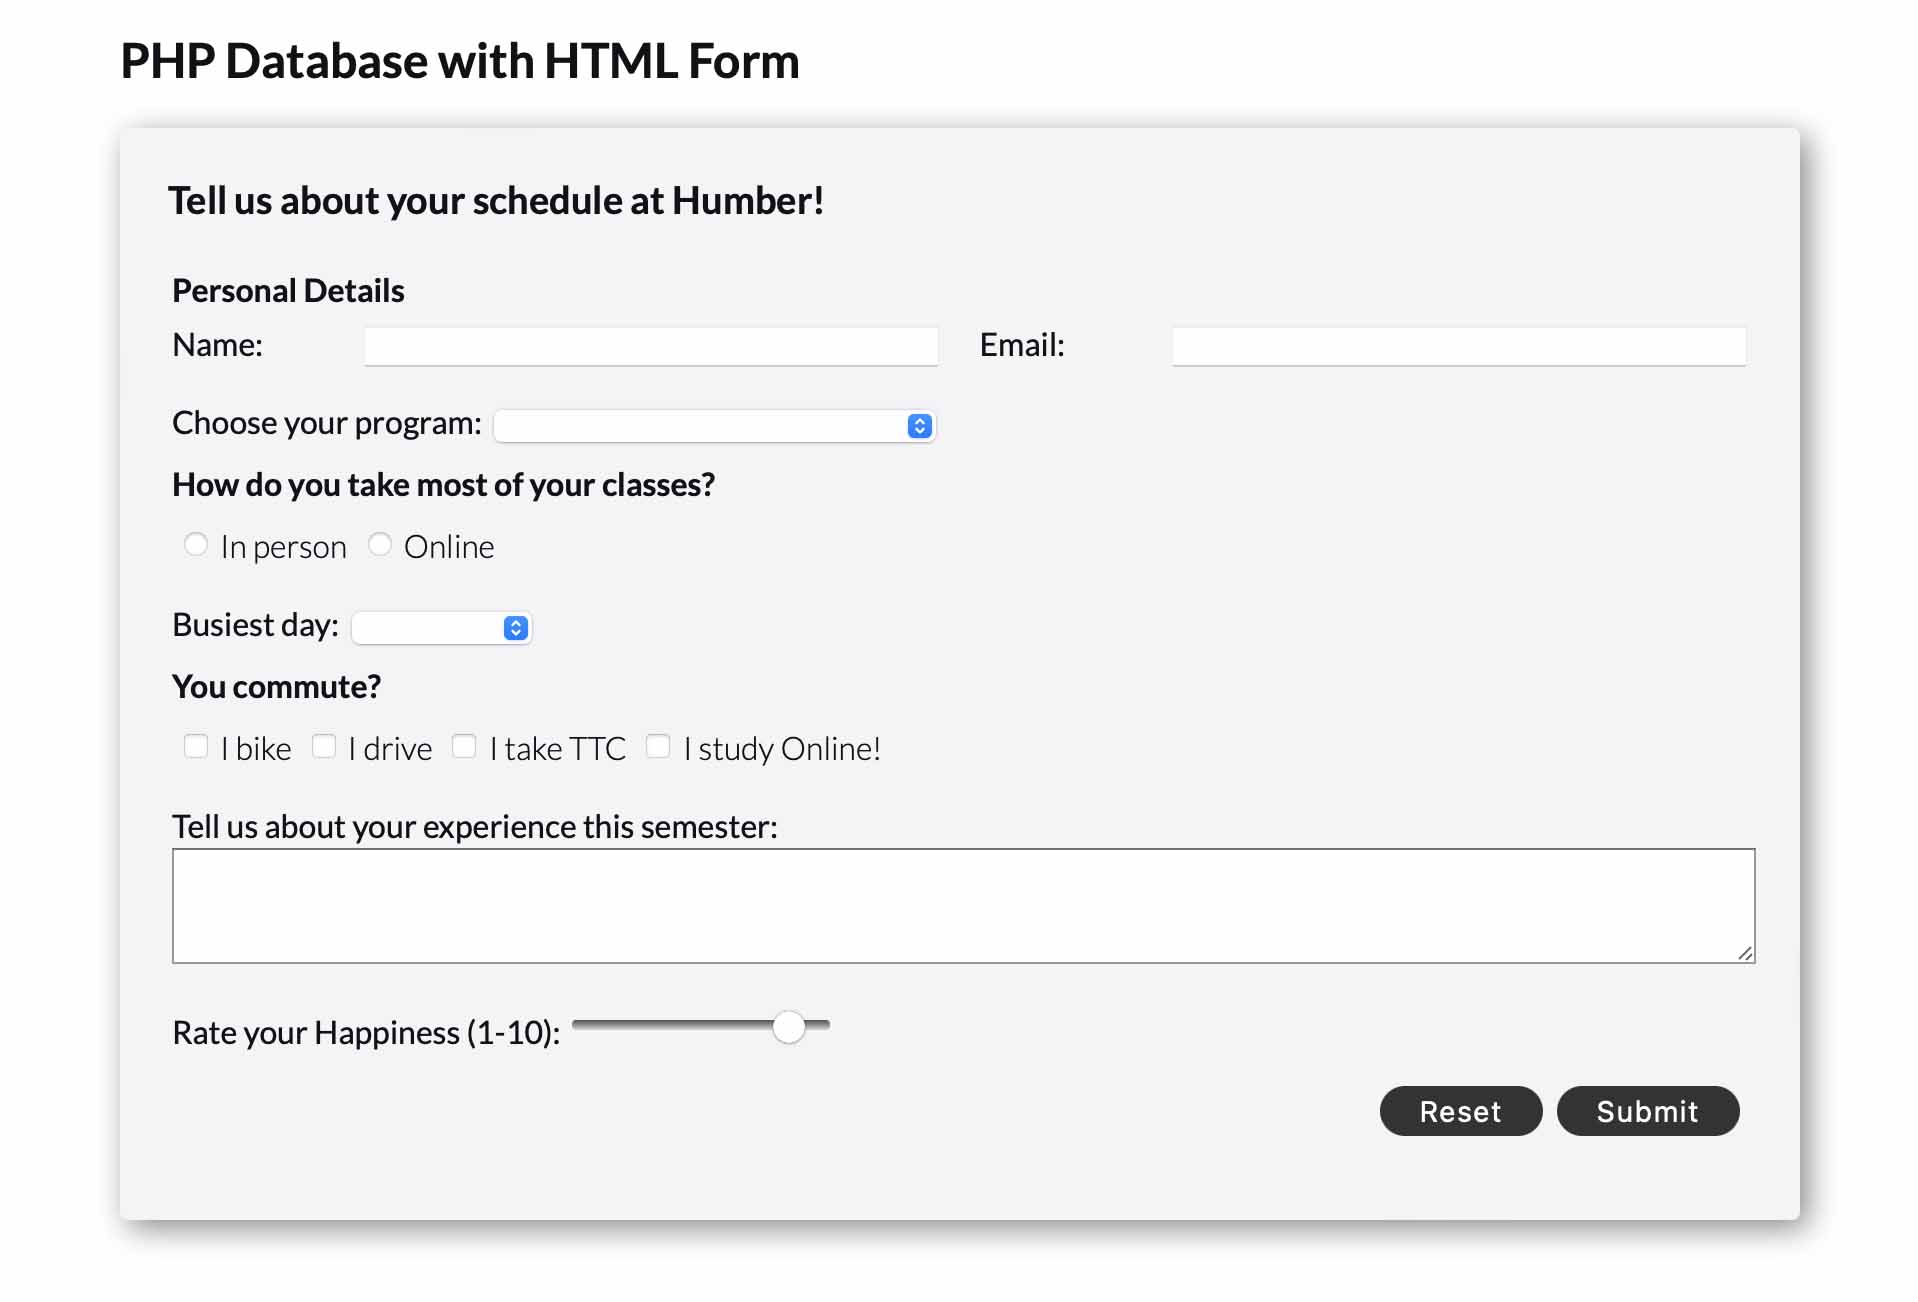 PHP Database with HTML Form
Tell us about your schedule at Humber!
Personal Details
Name: Email:
Choose your program:
How do you take most of your classes?
In person Online
Busiest day:
You commute?
I bike I drive I take TTC I study Online!
Tell us about your experience this semester:
Rate your Happiness (1-10):
Reset Submit